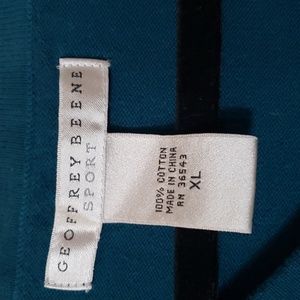 GEOFFREY BEENE
SPORT
100% COTTON
MADE IN CHINA
RN 36543
XL